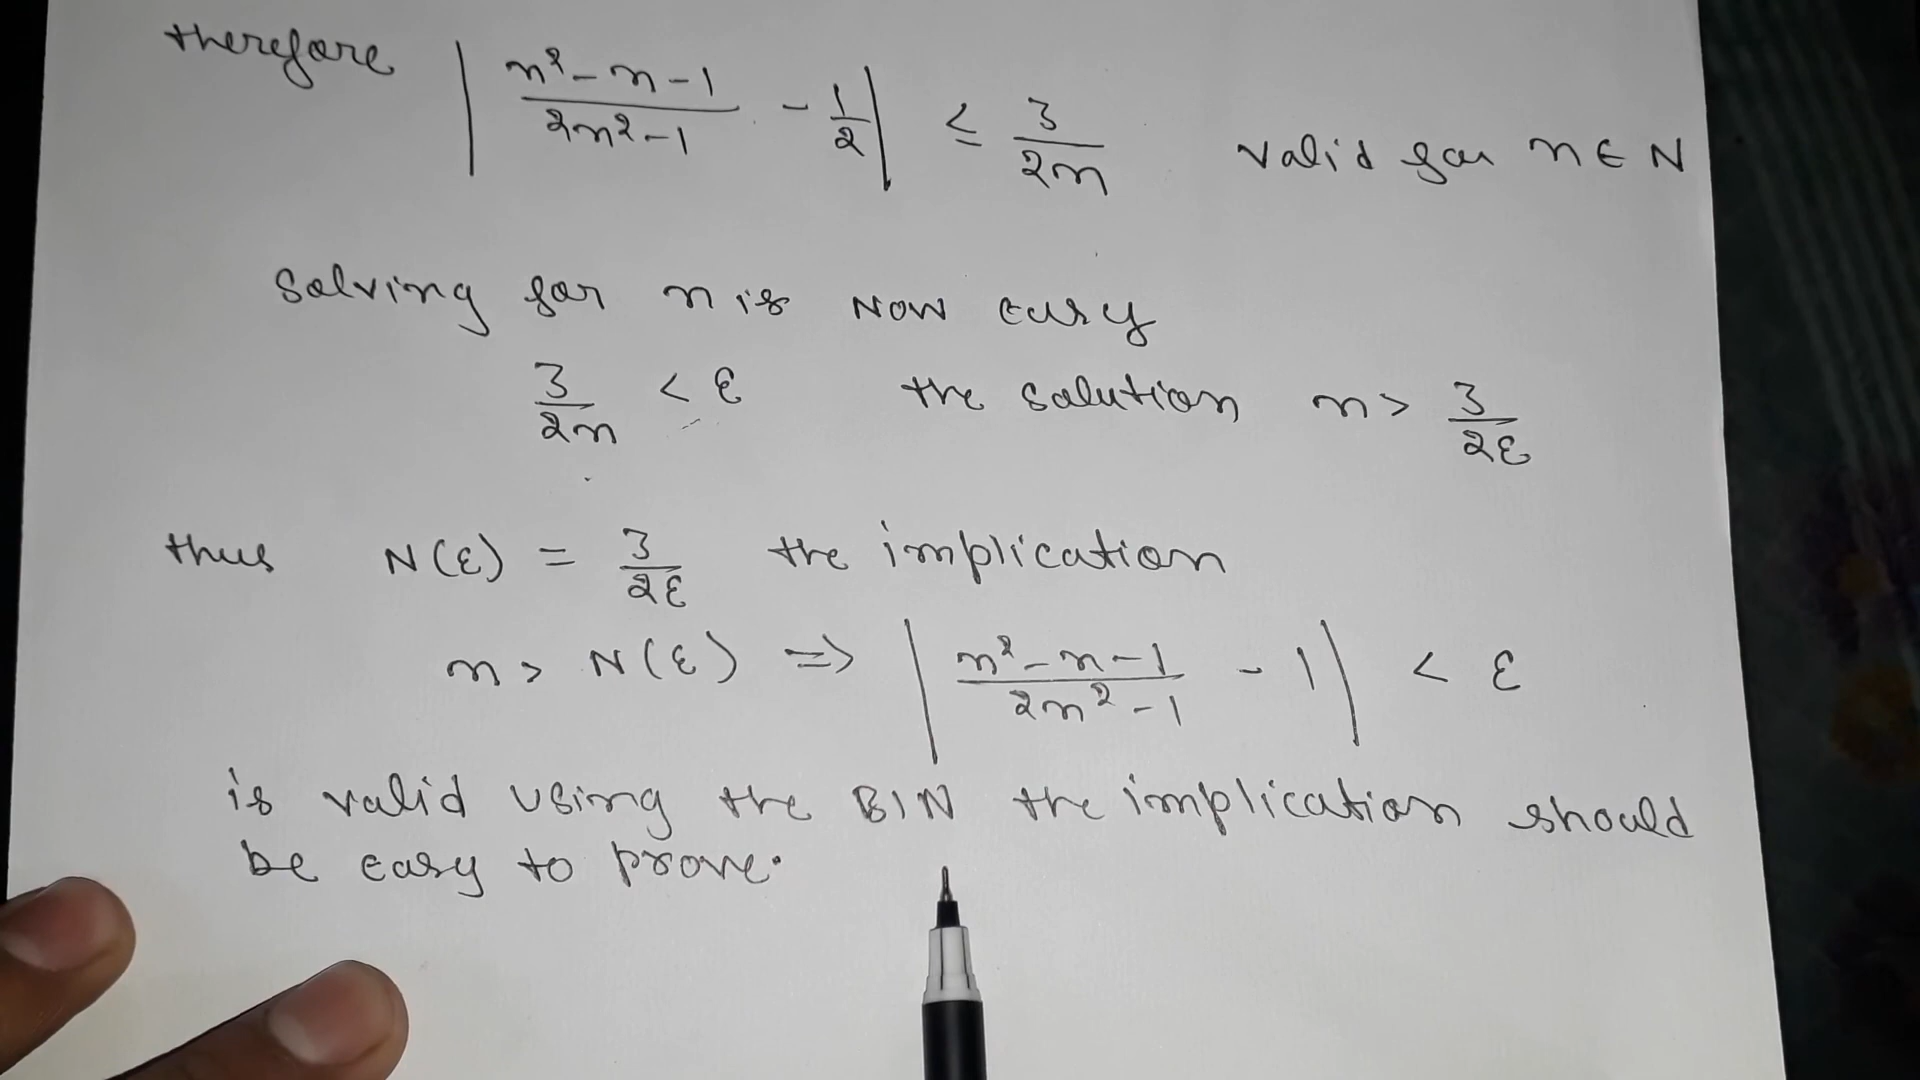 therefore | n² - n - 1 / 2n² - 1 - 1/2 | ≤ 3/2n valid for n ∈ N
Solving for n is NOW easy
3/2n < ε the solution n > 3/2ε
thus N(ε) = 3/2ε the implication
n > N(ε) => | n² - n - 1 / 2n² - 1 - 1 | < ε
is valid using the BIN the implication should
be easy to prove.